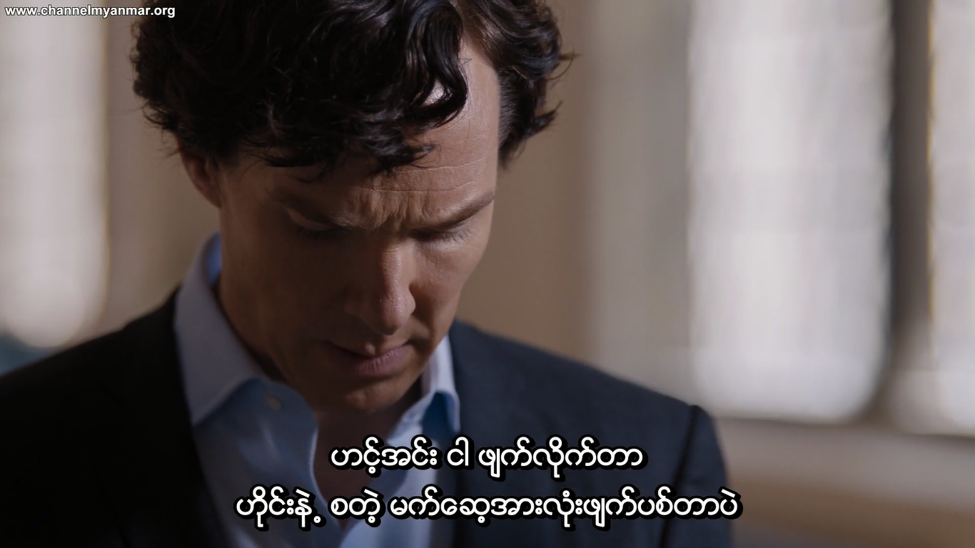 www.channelmyanmar.org
ဟင့်အင်း ငါ ဖျက်လိုက်တာ
ဟိုင်းနဲ့ စတဲ့ မက်ဆေ့အားလုံးဖျက်ပစ်တာပဲ